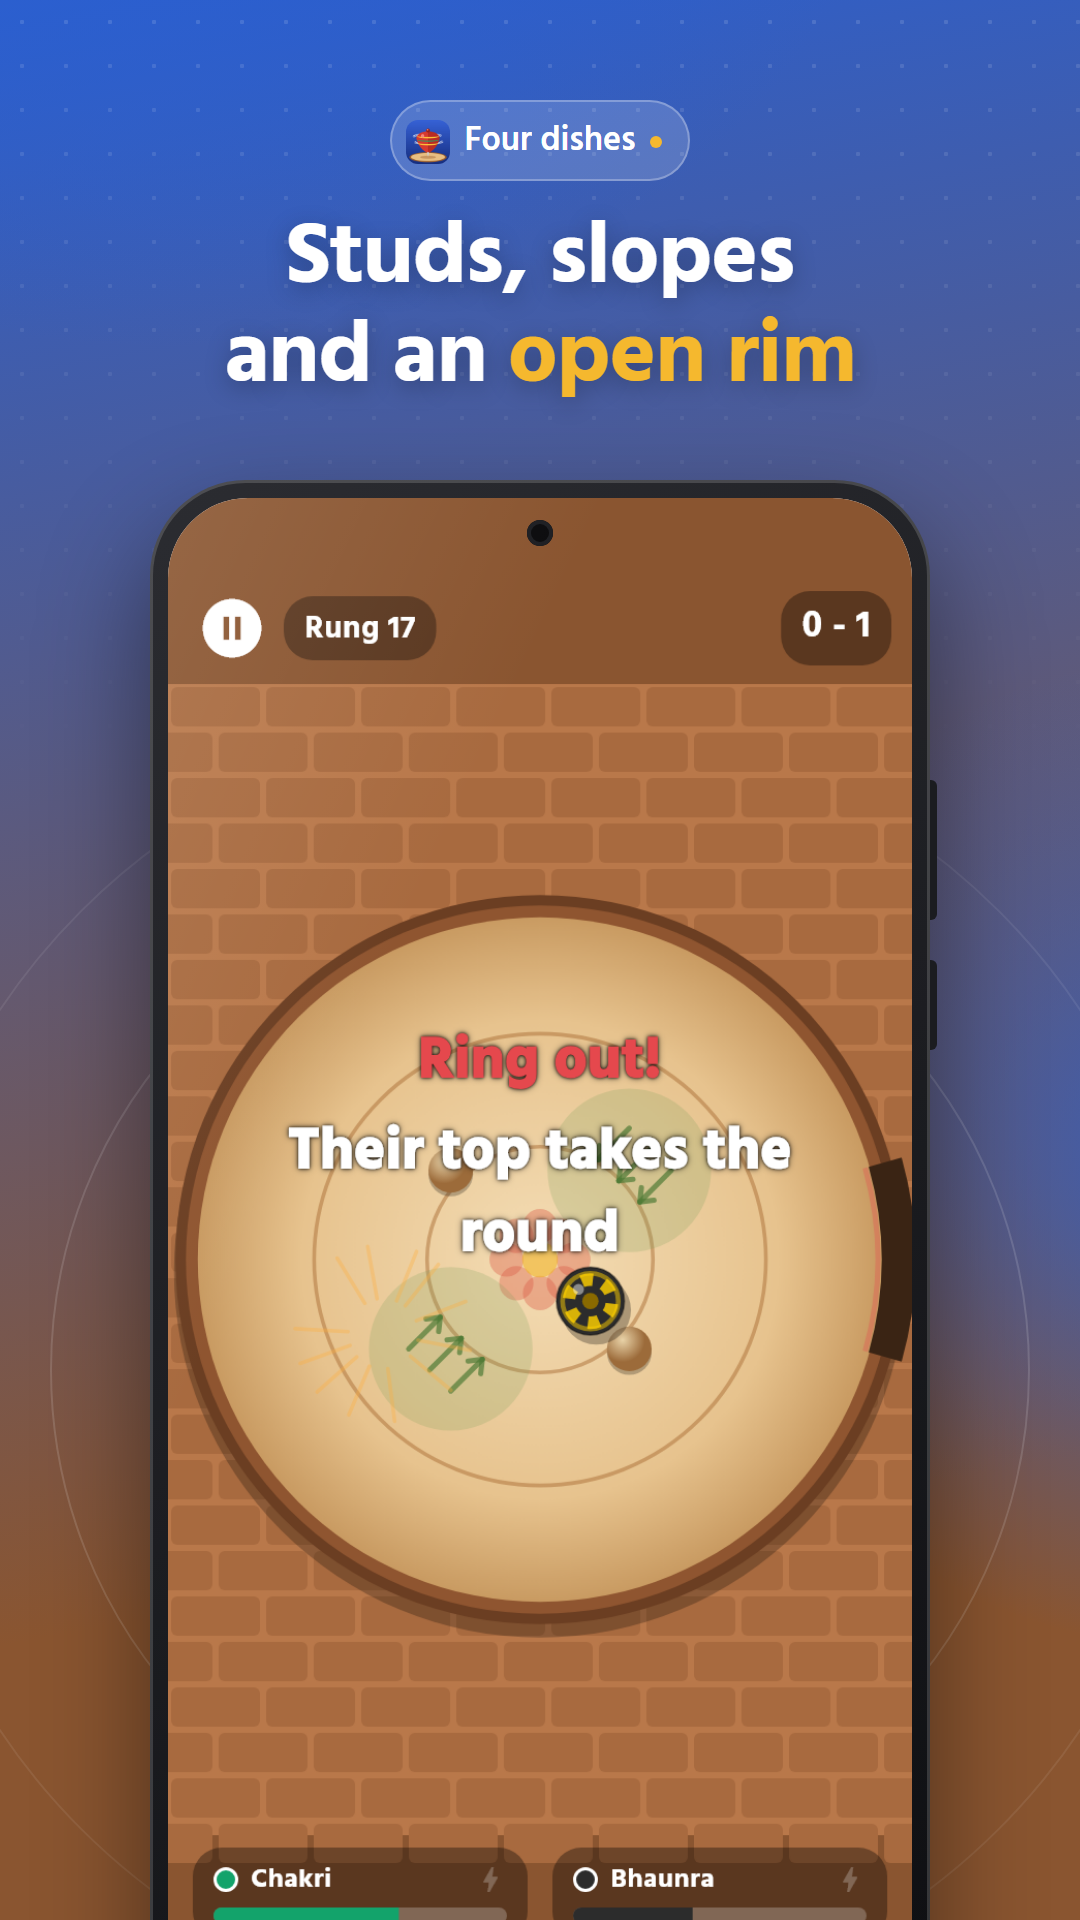 Four dishes
Studs, slopes
and an open rim
Rung 17
0 - 1
Ring out!
Their top takes the
round
Chakri
Bhaunra